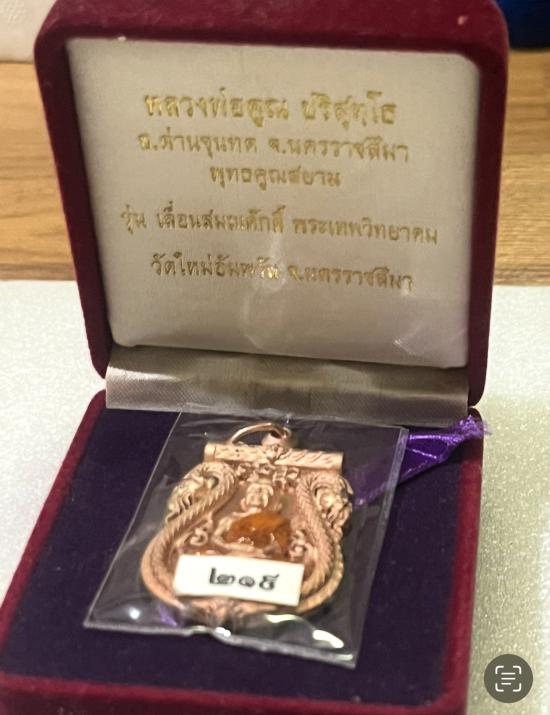 หลวงพ่อคูณ ปริสุทฺโธ
อ.ด่านขุนทด จ.นครราชสีมา
พุทธคูณสยาม
รุ่น เลื่อนสมณศักดิ์ พระเทพวิทยาคม
วัดใหม่อัมพวัน จ.นครราชสีมา
๒๑๕